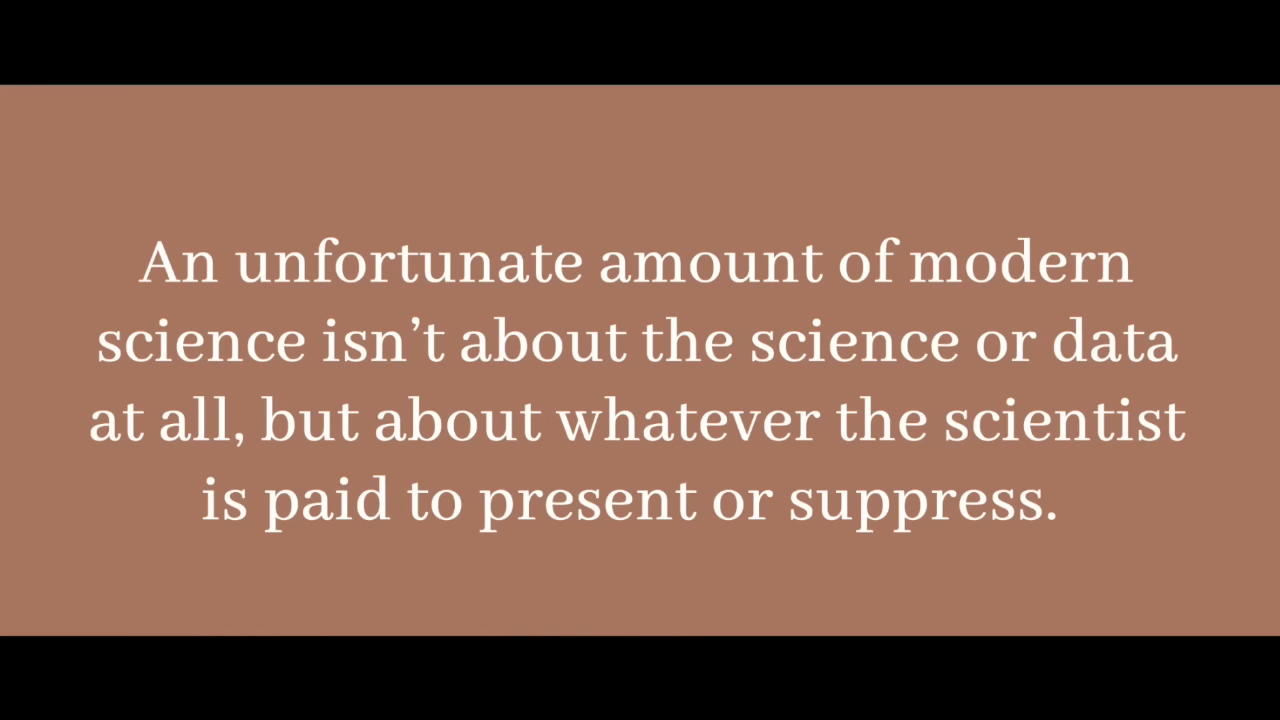 An unfortunate amount of modern
science isn’t about the science or data
at all, but about whatever the scientist
is paid to present or suppress.